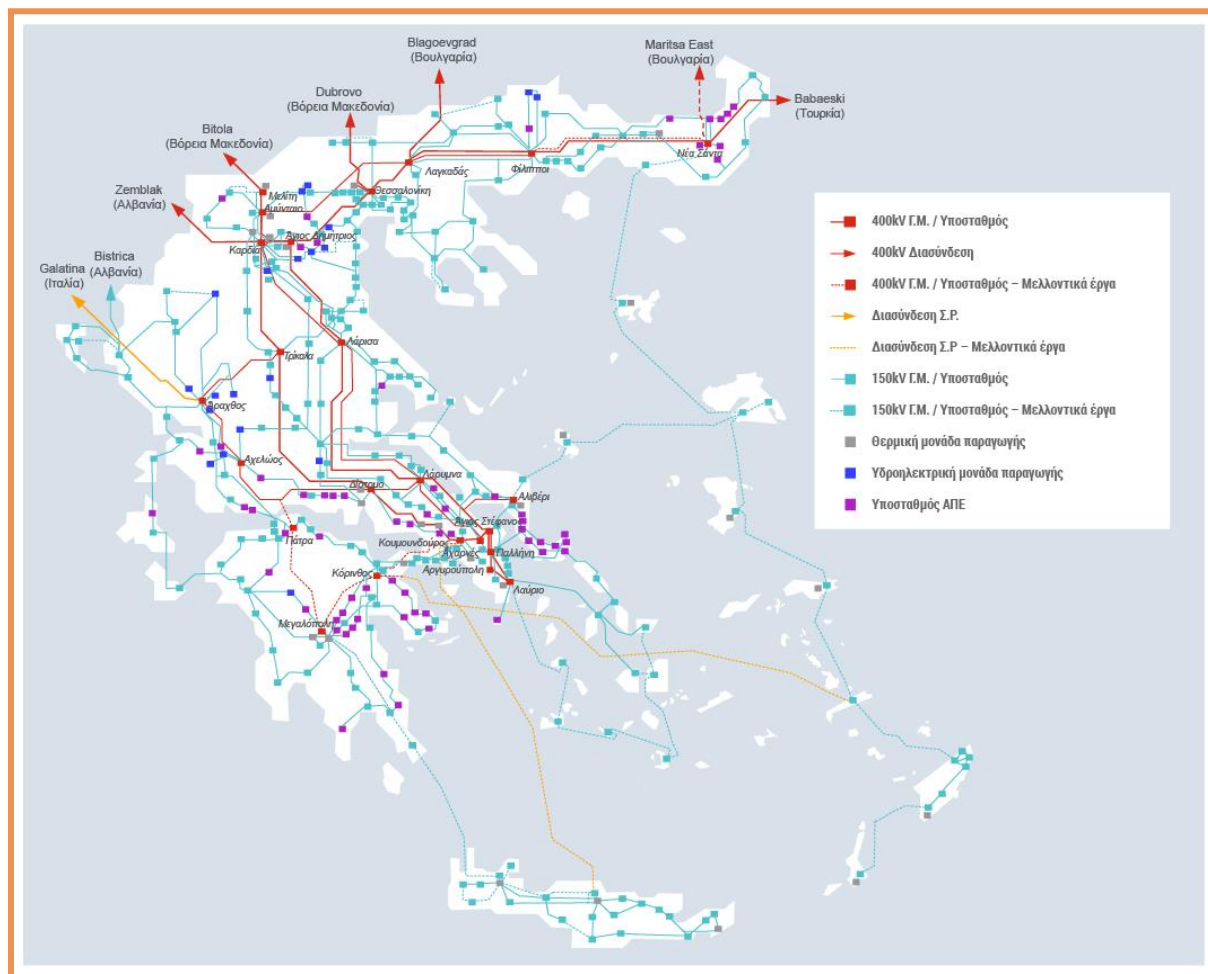 Blagoevgrad
(Βουλγαρία)
Maritsa East
(Βουλγαρία)
Dubrovo
(Βόρεια Μακεδονία)
Babaeski
(Τουρκία)
Bitola
(Βόρεια Μακεδονία)
Νέα Σάντα
Φίλιπποι
Λαγκαδάς
Zemblak
(Αλβανία)
Θεσσαλονίκη
Μελίτη
Αμύνταιο
Άγιος Δημήτριος
Καρδιά
Bistrica
(Αλβανία)
Galatina
(Ιταλία)
Λάρισα
Τρίκαλα
Άραχθος
Αχελώος
Λάρυμνα
Δίστομο
Αλιβέρι
Άγιος Στέφανος
Πάτρα
Κουμουνδούρος
Αχαρνές
Παλλήνη
Αργυρούπολη
Κόρινθος
Λαύριο
Μεγαλόπολη
400kV Γ.Μ. / Υποσταθμός
400kV Διασύνδεση
400kV Γ.Μ. / Υποσταθμός – Μελλοντικά έργα
Διασύνδεση Σ.Ρ.
Διασύνδεση Σ.Ρ – Μελλοντικά έργα
150kV Γ.Μ. / Υποσταθμός
150kV Γ.Μ. / Υποσταθμός – Μελλοντικά έργα
Θερμική μονάδα παραγωγής
Υδροηλεκτρική μονάδα παραγωγής
Υποσταθμός ΑΠΕ